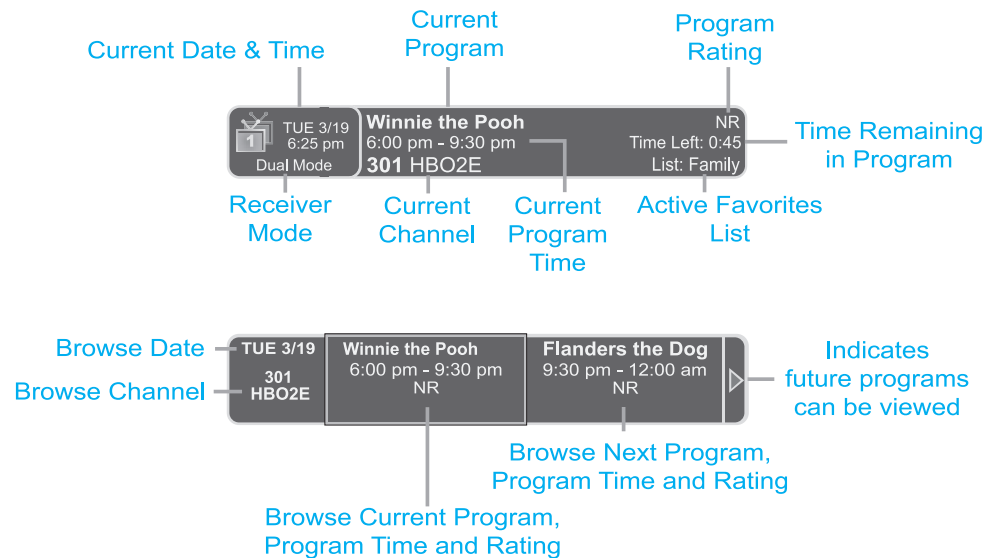 Current
Program
Program
Rating
Current Date & Time
TUE 3/19
6:25 pm
1
Dual Mode
Winnie the Pooh
6:00 pm - 9:30 pm
301 HBO2E
NR
Time Left: 0:45
List: Family
Time Remaining
in Program
Receiver
Mode
Current
Channel
Current
Program
Time
Active Favorites
List
Browse Date
Browse Channel
TUE 3/19
301
HBO2E
Winnie the Pooh
6:00 pm - 9:30 pm
NR
Flanders the Dog
9:30 pm - 12:00 am
NR
Indicates
future programs
can be viewed
Browse Next Program,
Program Time and Rating
Browse Current Program,
Program Time and Rating